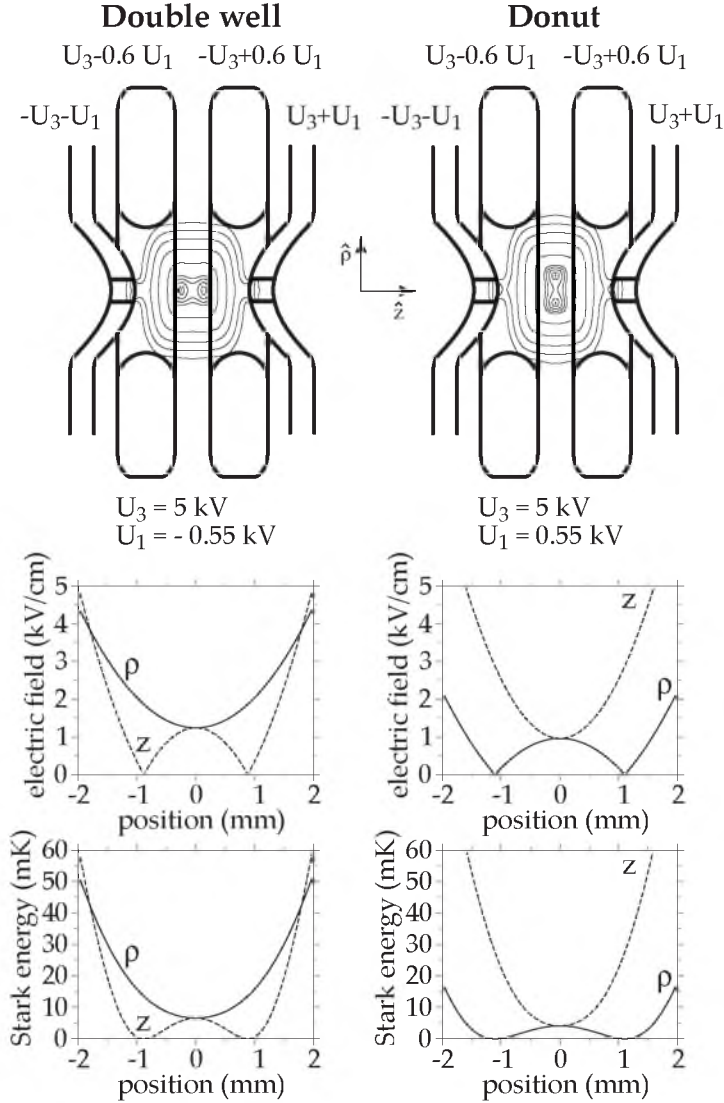 Double well
U3-0.6 U1 -U3+0.6 U1
-U3-U1
U3+U1
ρ̂
ẑ
U3 = 5 kV
U1 = - 0.55 kV
Donut
U3-0.6 U1 -U3+0.6 U1
-U3-U1
U3+U1
U3 = 5 kV
U1 = 0.55 kV
electric field (kV/cm)
5
4
3
2
1
0
ρ
z
-2 -1 0 1 2
position (mm)
electric field (kV/cm)
5
4
3
2
1
0
z
ρ
-2 -1 0 1 2
position (mm)
Stark energy (mK)
60
50
40
30
20
10
0
ρ
z
-2 -1 0 1 2
position (mm)
Stark energy (mK)
60
50
40
30
20
10
0
z
ρ
-2 -1 0 1 2
position (mm)